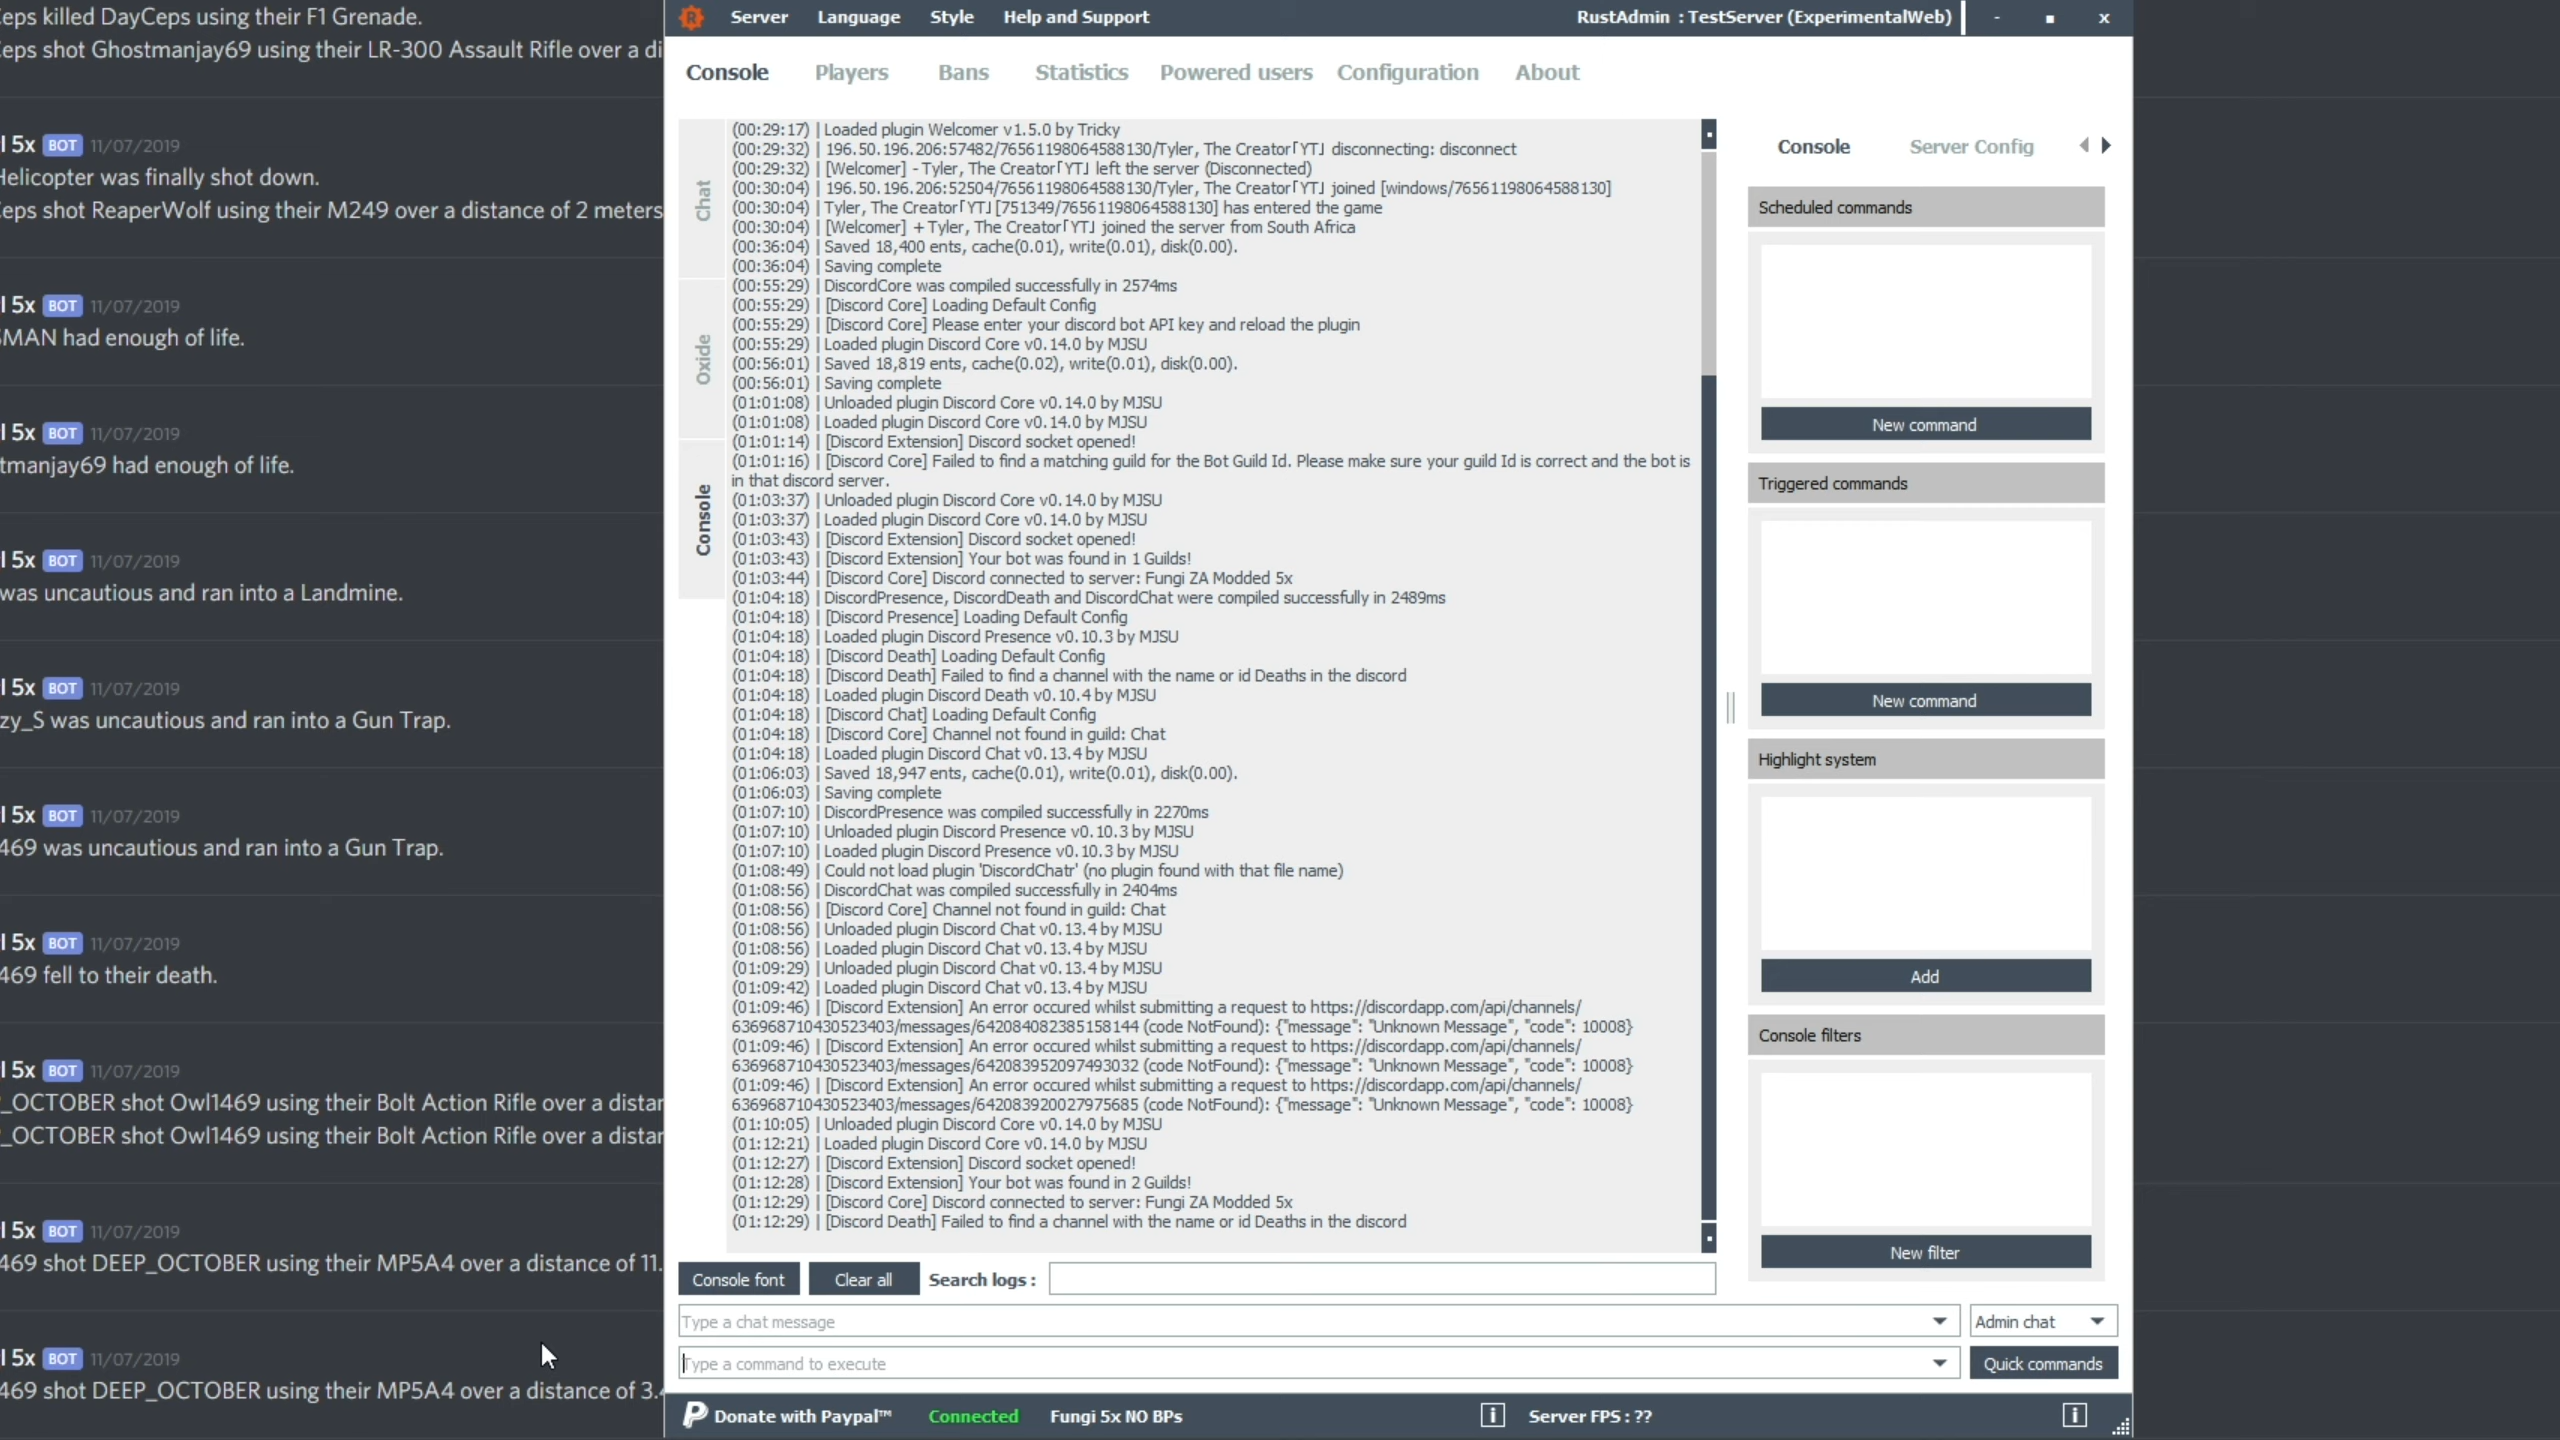 eps killed DayCeps using their F1 Grenade.
eps shot Ghostmanjay69 using their LR-300 Assault Rifle over a di
l 5x BOT 11/07/2019
Helicopter was finally shot down.
eps shot ReaperWolf using their M249 over a distance of 2 meters
l 5x BOT 11/07/2019
MAN had enough of life.
l 5x BOT 11/07/2019
tmanjay69 had enough of life.
l 5x BOT 11/07/2019
was uncautious and ran into a Landmine.
l 5x BOT 11/07/2019
zy_S was uncautious and ran into a Gun Trap.
l 5x BOT 11/07/2019
469 was uncautious and ran into a Gun Trap.
l 5x BOT 11/07/2019
469 fell to their death.
l 5x BOT 11/07/2019
_OCTOBER shot Owl1469 using their Bolt Action Rifle over a distar
_OCTOBER shot Owl1469 using their Bolt Action Rifle over a distar
l 5x BOT 11/07/2019
469 shot DEEP_OCTOBER using their MP5A4 over a distance of 11.
l 5x BOT 11/07/2019
469 shot DEEP_OCTOBER using their MP5A4 over a distance of 3.
Server Language Style Help and Support RustAdmin : TestServer (ExperimentalWeb) - x
Console Players Bans Statistics Powered users Configuration About
Chat
Oxide
Console
(00:29:17) | Loaded plugin Welcomer v1.5.0 by Tricky
(00:29:32) | 196.50.196.206:57482/76561198064588130/Tyler, The Creator「YT」 disconnecting: disconnect
(00:29:32) | [Welcomer] - Tyler, The Creator「YT」 left the server (Disconnected)
(00:30:04) | 196.50.196.206:52504/76561198064588130/Tyler, The Creator「YT」 joined [windows/76561198064588130]
(00:30:04) | Tyler, The Creator「YT」[751349/76561198064588130] has entered the game
(00:30:04) | [Welcomer] + Tyler, The Creator「YT」 joined the server from South Africa
(00:36:04) | Saved 18,400 ents, cache(0.01), write(0.01), disk(0.00).
(00:36:04) | Saving complete
(00:55:29) | DiscordCore was compiled successfully in 2574ms
(00:55:29) | [Discord Core] Loading Default Config
(00:55:29) | [Discord Core] Please enter your discord bot API key and reload the plugin
(00:55:29) | Loaded plugin Discord Core v0.14.0 by MJSU
(00:56:01) | Saved 18,819 ents, cache(0.02), write(0.01), disk(0.00).
(00:56:01) | Saving complete
(01:01:08) | Unloaded plugin Discord Core v0.14.0 by MJSU
(01:01:08) | Loaded plugin Discord Core v0.14.0 by MJSU
(01:01:14) | [Discord Extension] Discord socket opened!
(01:01:16) | [Discord Core] Failed to find a matching guild for the Bot Guild Id. Please make sure your guild Id is correct and the bot is
in that discord server.
(01:03:37) | Unloaded plugin Discord Core v0.14.0 by MJSU
(01:03:37) | Loaded plugin Discord Core v0.14.0 by MJSU
(01:03:43) | [Discord Extension] Discord socket opened!
(01:03:43) | [Discord Extension] Your bot was found in 1 Guilds!
(01:03:44) | [Discord Core] Discord connected to server: Fungi ZA Modded 5x
(01:04:18) | DiscordPresence, DiscordDeath and DiscordChat were compiled successfully in 2489ms
(01:04:18) | [Discord Presence] Loading Default Config
(01:04:18) | Loaded plugin Discord Presence v0.10.3 by MJSU
(01:04:18) | [Discord Death] Loading Default Config
(01:04:18) | [Discord Death] Failed to find a channel with the name or id Deaths in the discord
(01:04:18) | Loaded plugin Discord Death v0.10.4 by MJSU
(01:04:18) | [Discord Chat] Loading Default Config
(01:04:18) | [Discord Core] Channel not found in guild: Chat
(01:04:18) | Loaded plugin Discord Chat v0.13.4 by MJSU
(01:06:03) | Saved 18,947 ents, cache(0.01), write(0.01), disk(0.00).
(01:06:03) | Saving complete
(01:07:10) | DiscordPresence was compiled successfully in 2270ms
(01:07:10) | Unloaded plugin Discord Presence v0.10.3 by MJSU
(01:07:10) | Loaded plugin Discord Presence v0.10.3 by MJSU
(01:08:49) | Could not load plugin 'DiscordChatr' (no plugin found with that file name)
(01:08:56) | DiscordChat was compiled successfully in 2404ms
(01:08:56) | [Discord Core] Channel not found in guild: Chat
(01:08:56) | Unloaded plugin Discord Chat v0.13.4 by MJSU
(01:08:56) | Loaded plugin Discord Chat v0.13.4 by MJSU
(01:09:29) | Unloaded plugin Discord Chat v0.13.4 by MJSU
(01:09:42) | Loaded plugin Discord Chat v0.13.4 by MJSU
(01:09:46) | [Discord Extension] An error occured whilst submitting a request to https://discordapp.com/api/channels/
636968710430523403/messages/642084082385158144 (code NotFound): {"message": "Unknown Message", "code": 10008}
(01:09:46) | [Discord Extension] An error occured whilst submitting a request to https://discordapp.com/api/channels/
636968710430523403/messages/642083952097493032 (code NotFound): {"message": "Unknown Message", "code": 10008}
(01:09:46) | [Discord Extension] An error occured whilst submitting a request to https://discordapp.com/api/channels/
636968710430523403/messages/642083920027975685 (code NotFound): {"message": "Unknown Message", "code": 10008}
(01:10:05) | Unloaded plugin Discord Core v0.14.0 by MJSU
(01:12:21) | Loaded plugin Discord Core v0.14.0 by MJSU
(01:12:27) | [Discord Extension] Discord socket opened!
(01:12:28) | [Discord Extension] Your bot was found in 2 Guilds!
(01:12:29) | [Discord Core] Discord connected to server: Fungi ZA Modded 5x
(01:12:29) | [Discord Death] Failed to find a channel with the name or id Deaths in the discord
Console Server Config
Scheduled commands
New command
Triggered commands
New command
Highlight system
Add
Console filters
New filter
Console font Clear all Search logs :
Type a chat message Admin chat
Type a command to execute Quick commands
Donate with Paypal™ Connected Fungi 5x NO BPs i Server FPS : ?? i